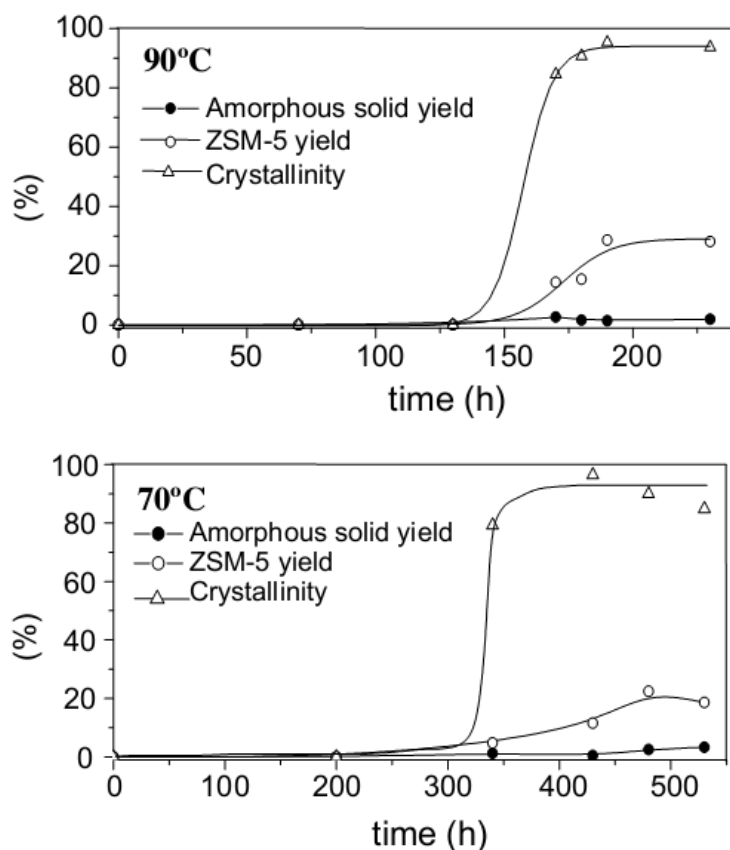 100
90ºC
80
Amorphous solid yield
ZSM-5 yield
60
Crystallinity
(%)
40
20
0
0 50 100 150 200
time (h)
100
70ºC
80
Amorphous solid yield
ZSM-5 yield
60
Crystallinity
(%)
40
20
0
0 100 200 300 400 500
time (h)